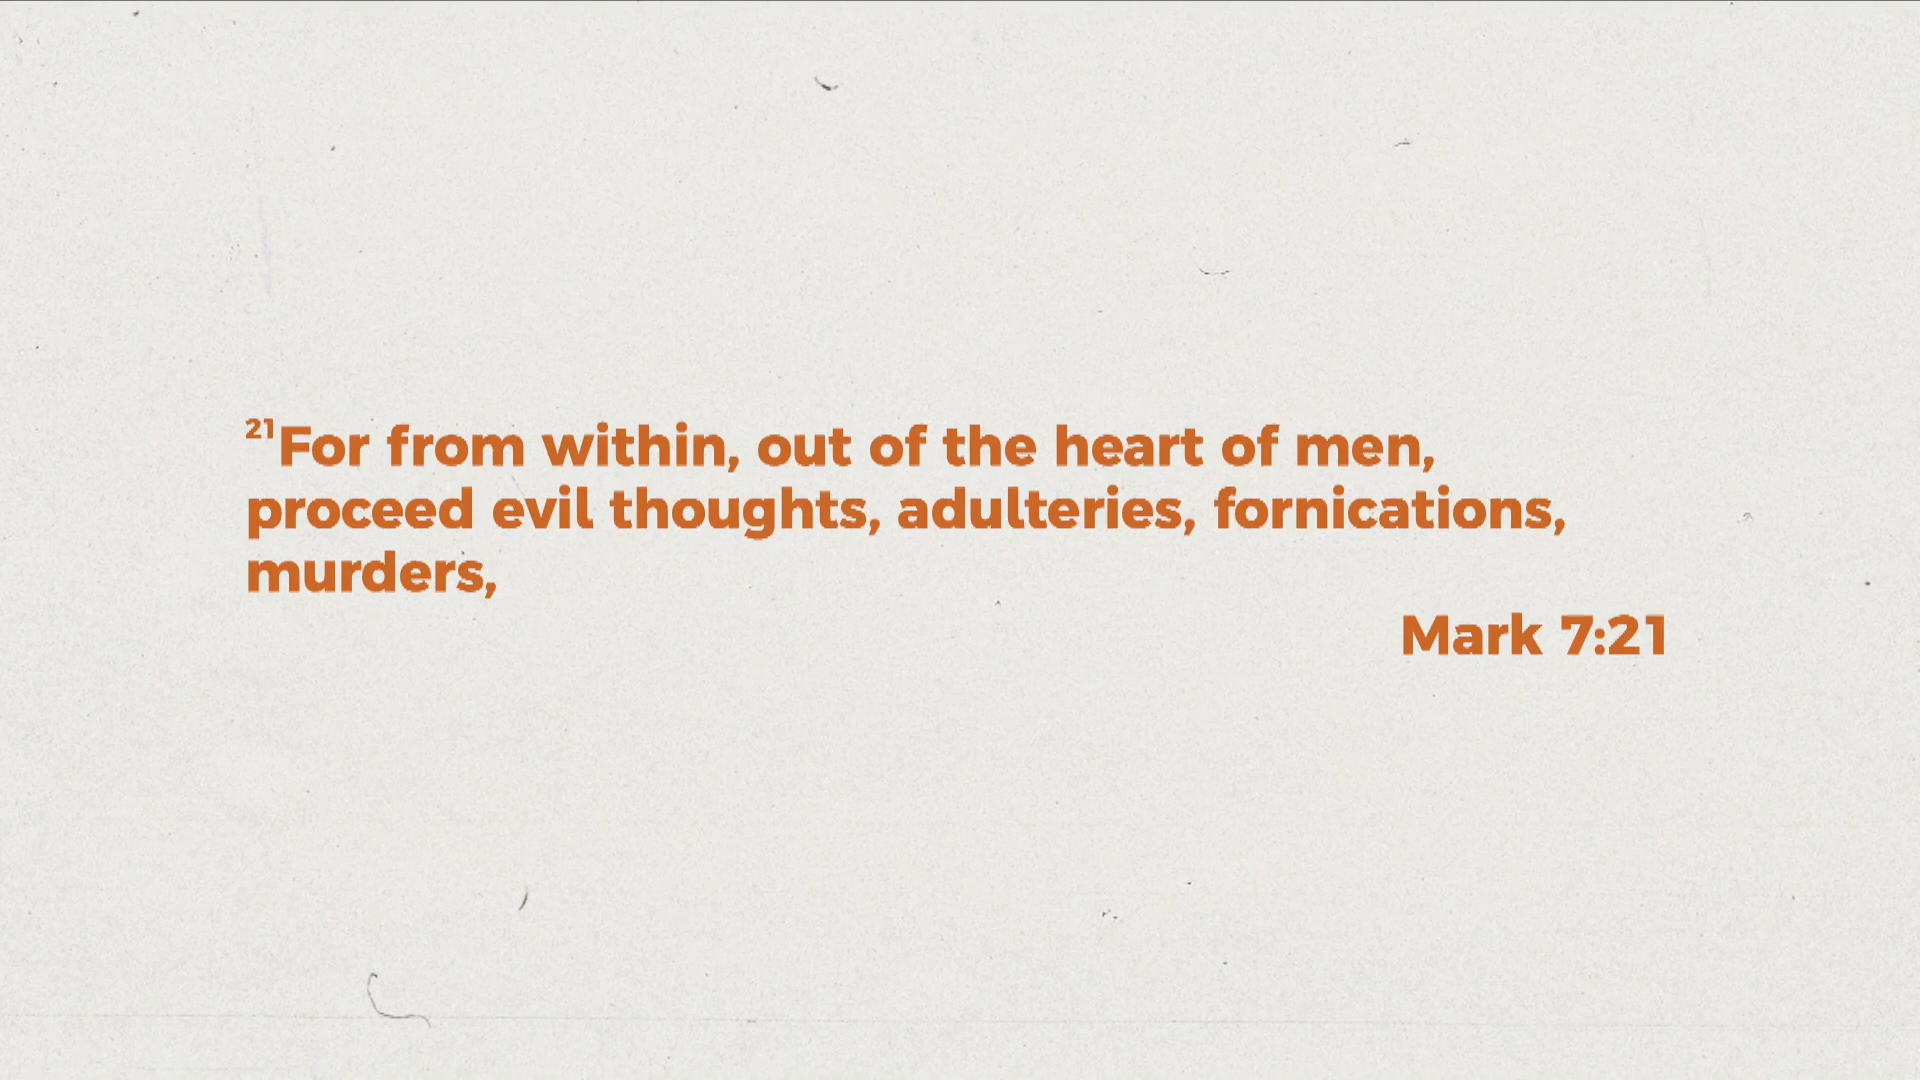 21For from within, out of the heart of men,
proceed evil thoughts, adulteries, fornications,
murders,
Mark 7:21